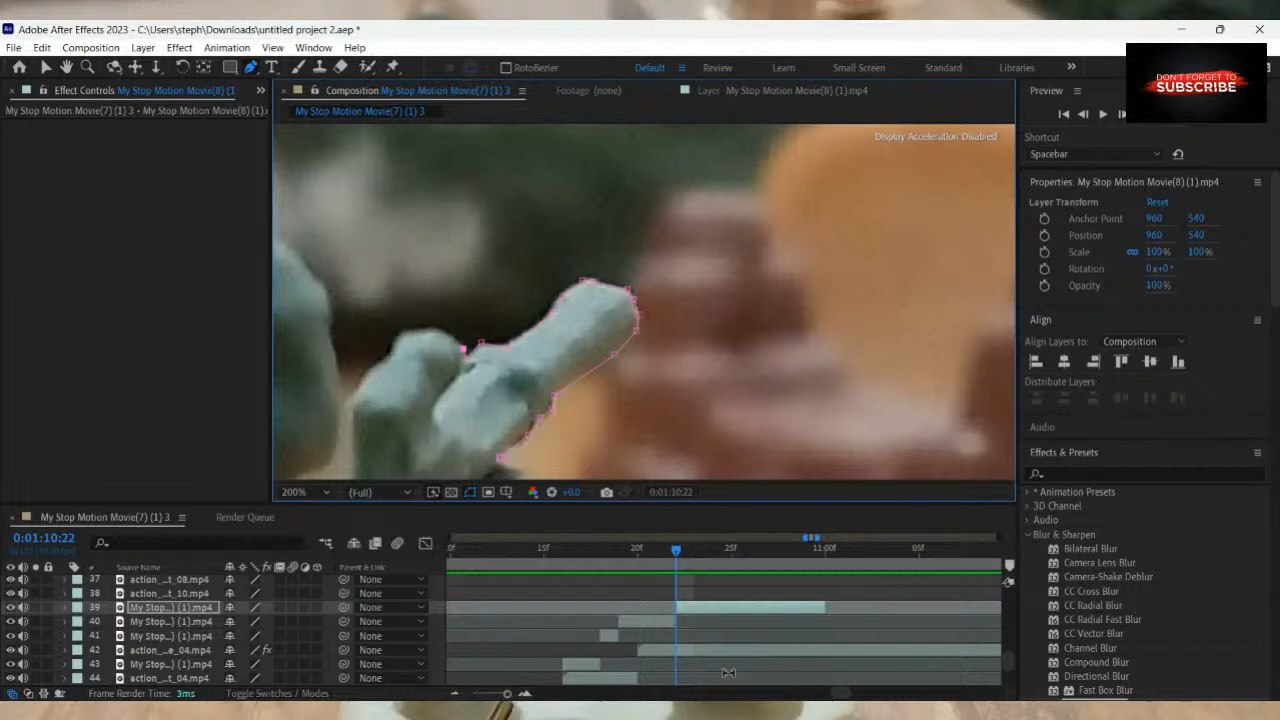 Adobe After Effects 2023 - C:\Users\steph\Downloads\untitled project 2.aep *
File Edit Composition Layer Effect Animation View Window Help
RotoBezier Default Review Learn Small Screen Standard Libraries
DON'T FORGET TO
SUBSCRIBE
Effect Controls My Stop Motion Movie(8) (1
Composition My Stop Motion Movie(7) (1) 3
Footage (none)
Layer My Stop Motion Movie(8) (1).mp4
Preview
My Stop Motion Movie(7) (1) 3 • My Stop Motion Movie(8) (1).
My Stop Motion Movie(7) (1) 3
Display Acceleration Disabled
Shortcut
Spacebar
Properties: My Stop Motion Movie(8) (1).mp4
Layer Transform Reset
Anchor Point 960 540
Position 960 540
Scale 100% 100%
Rotation 0x+0°
Opacity 100%
Align
Align Layers to: Composition
Distribute Layers
Audio
Effects & Presets
* Animation Presets
3D Channel
Audio
Blur & Sharpen
Bilateral Blur
Camera Lens Blur
Camera-Shake Deblur
CC Cross Blur
CC Radial Blur
CC Radial Fast Blur
CC Vector Blur
Channel Blur
Compound Blur
Directional Blur
Fast Box Blur
200% (Full) +0.0 0:01:10:22
My Stop Motion Movie(7) (1) 3 Render Queue
0:01:10:22
0f 15f 20f 25f 11:00f 05f
# Source Name Parent & Link
37 action_...t_08.mp4 None
38 action_...t_10.mp4 None
39 My Stop...) (1).mp4 None
40 My Stop...) (1).mp4 None
41 My Stop...) (1).mp4 None
42 action_...e_04.mp4 None
43 My Stop...) (1).mp4 None
44 action_...t_04.mp4 None
Frame Render Time: 3ms Toggle Switches / Modes